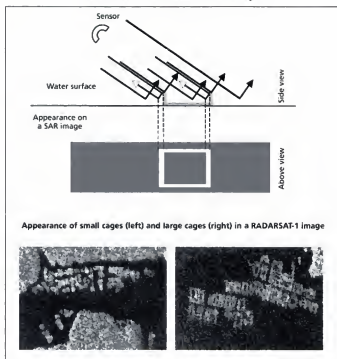 Sensor
Water surface
Side view
Appearance on
a SAR image
Above view
Appearance of small cages (left) and large cages (right) in a RADARSAT-1 image